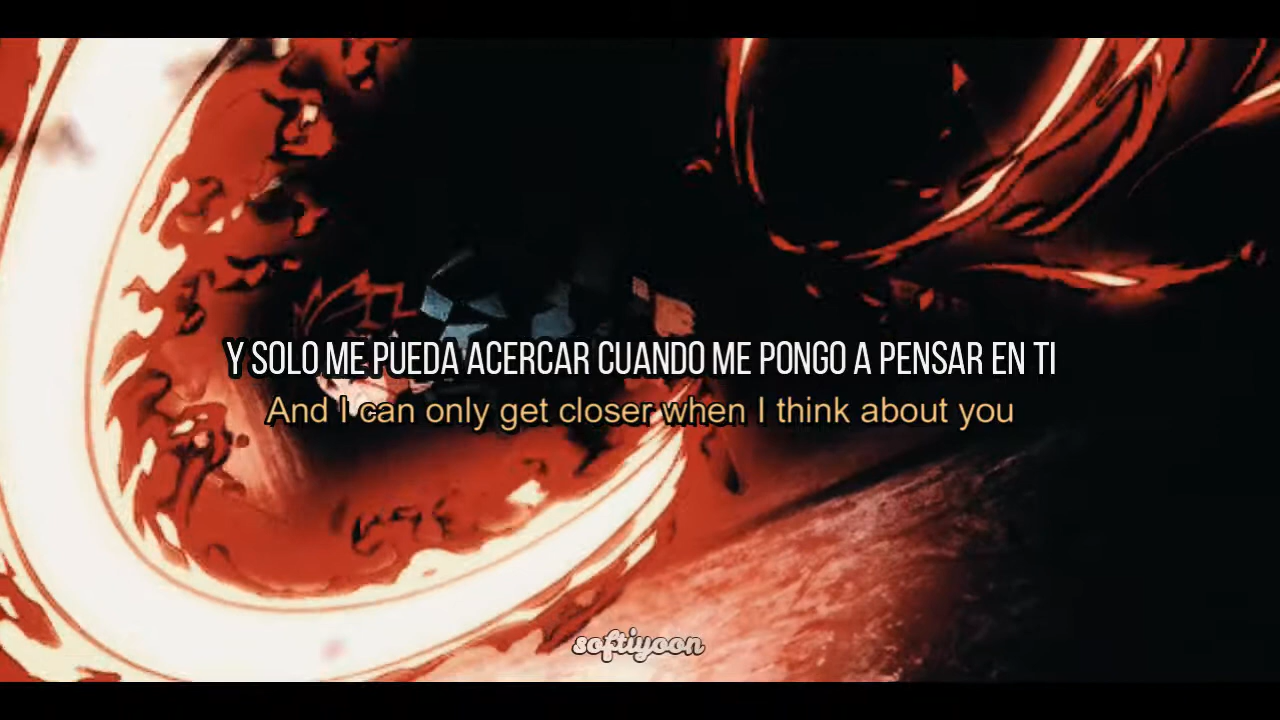 Y SOLO ME PUEDA ACERCAR CUANDO ME PONGO A PENSAR EN TI
And I can only get closer when I think about you
softiyoon